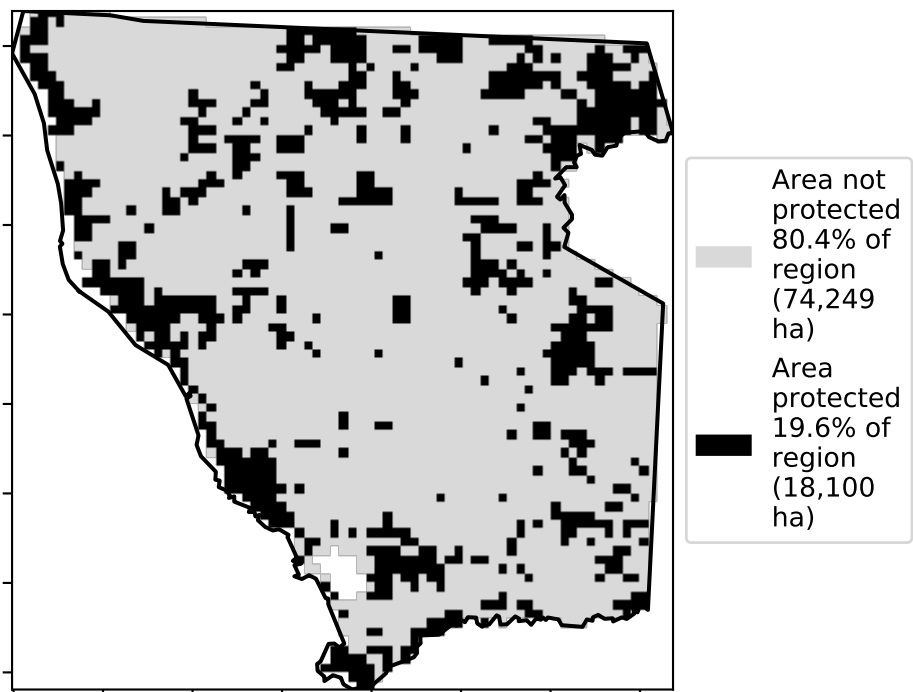 Area not
protected
80.4% of
region
(74,249
ha)
Area
protected
19.6% of
region
(18,100
ha)